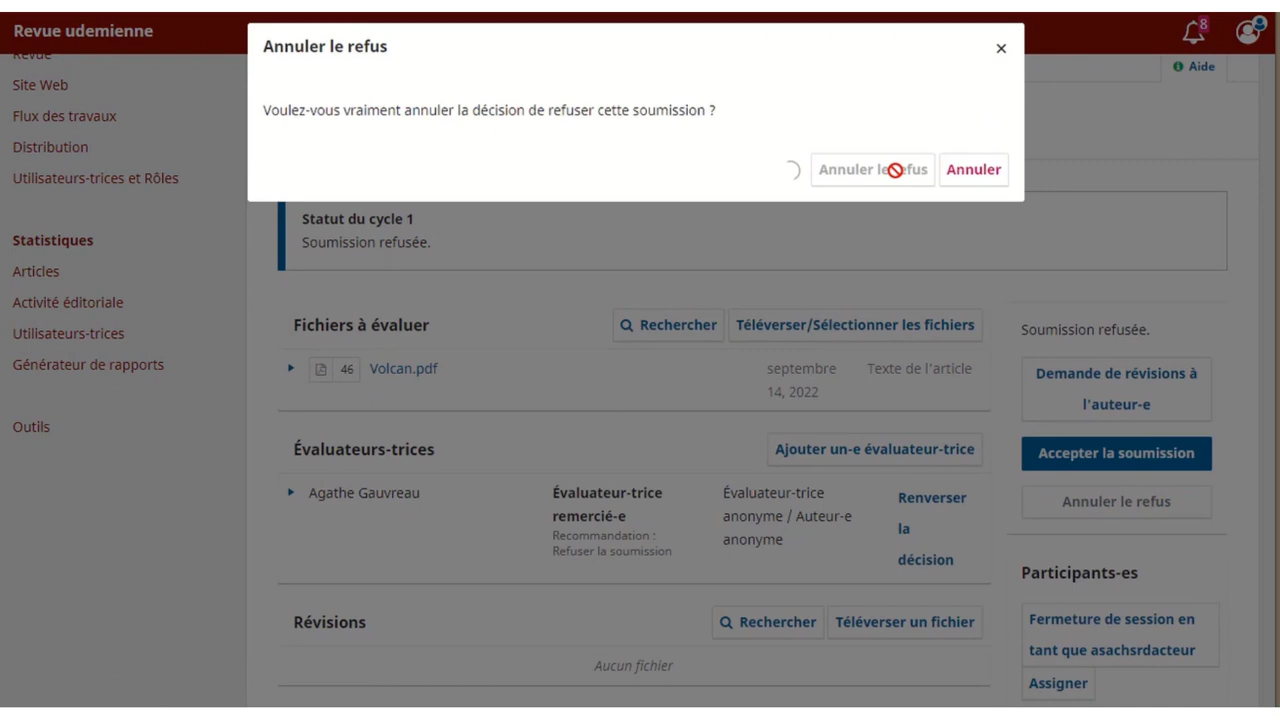 Revue udemienne
8
Annuler le refus
×
Voulez-vous vraiment annuler la décision de refuser cette soumission ?
Annuler le refus
Annuler
Aide
Revue
Site Web
Flux des travaux
Distribution
Utilisateurs-trices et Rôles
Statistiques
Articles
Activité éditoriale
Utilisateurs-trices
Générateur de rapports
Outils
Statut du cycle 1
Soumission refusée.
Fichiers à évaluer
Rechercher
Téléverser/Sélectionner les fichiers
46
Volcan.pdf
septembre
14, 2022
Texte de l'article
Évaluateurs-trices
Ajouter un-e évaluateur-trice
Agathe Gauvreau
Évaluateur-trice
remercié-e
Recommandation :
Refuser la soumission
Évaluateur-trice
anonyme / Auteur-e
anonyme
Renverser
la
décision
Révisions
Rechercher
Téléverser un fichier
Aucun fichier
Soumission refusée.
Demande de révisions à
l'auteur-e
Accepter la soumission
Annuler le refus
Participants-es
Fermeture de session en
tant que asachsrdacteur
Assigner